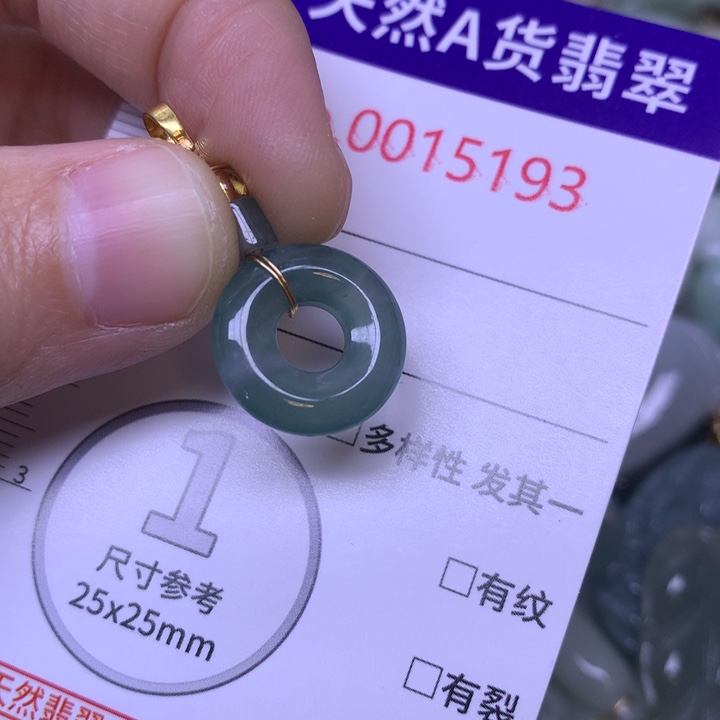 天然A货翡翠
0015193
□多样性 发其一
3
1
尺寸参考
25x25mm
□有纹
□有裂
天然翡翠